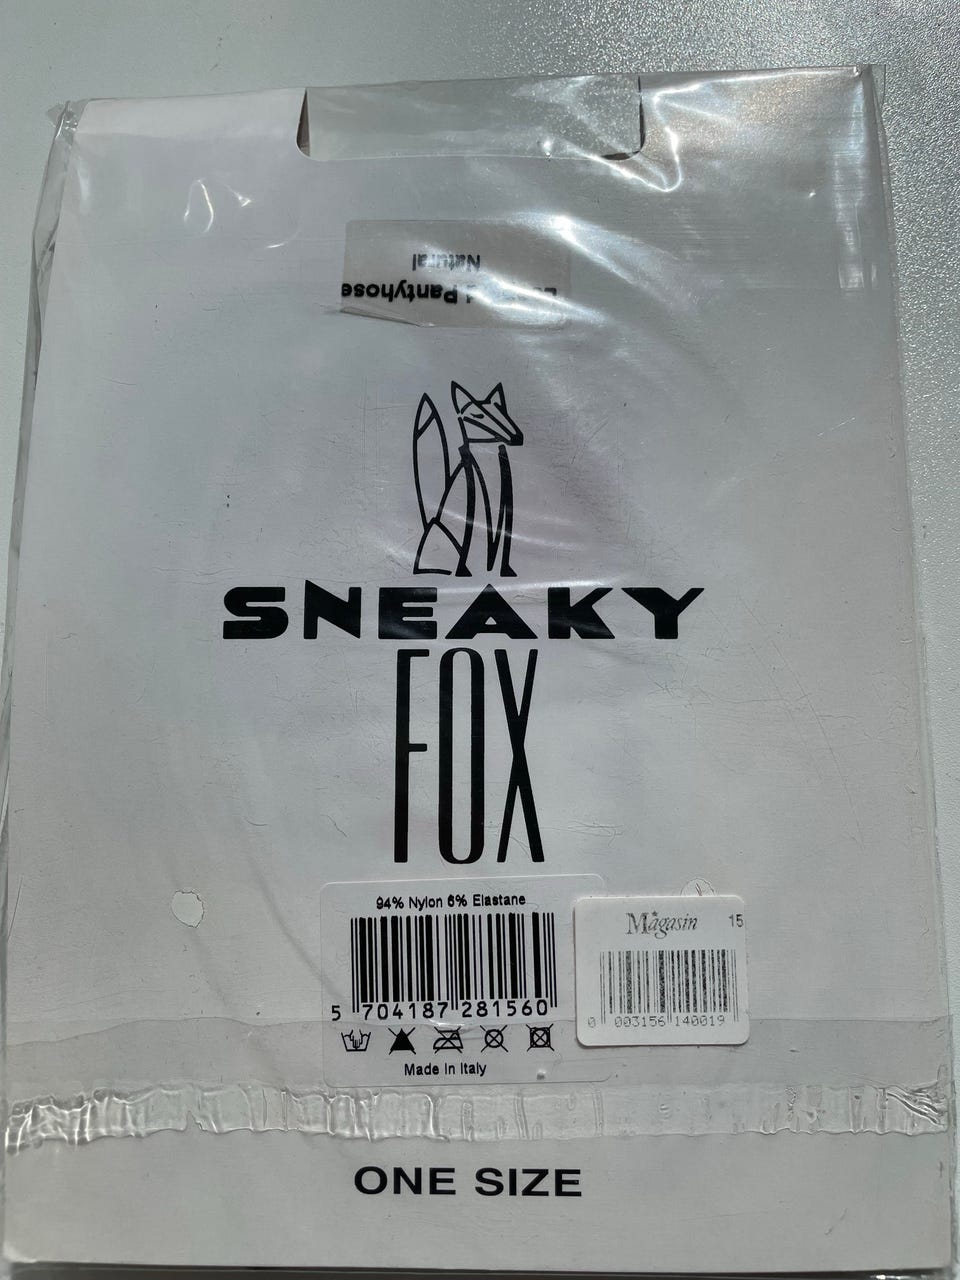 Natural
Pantyhose
SNEAKY
FOX
94% Nylon 6% Elastane
5 704187 281560
Made in Italy
Magasin 15
0 003156 140019
ONE SIZE